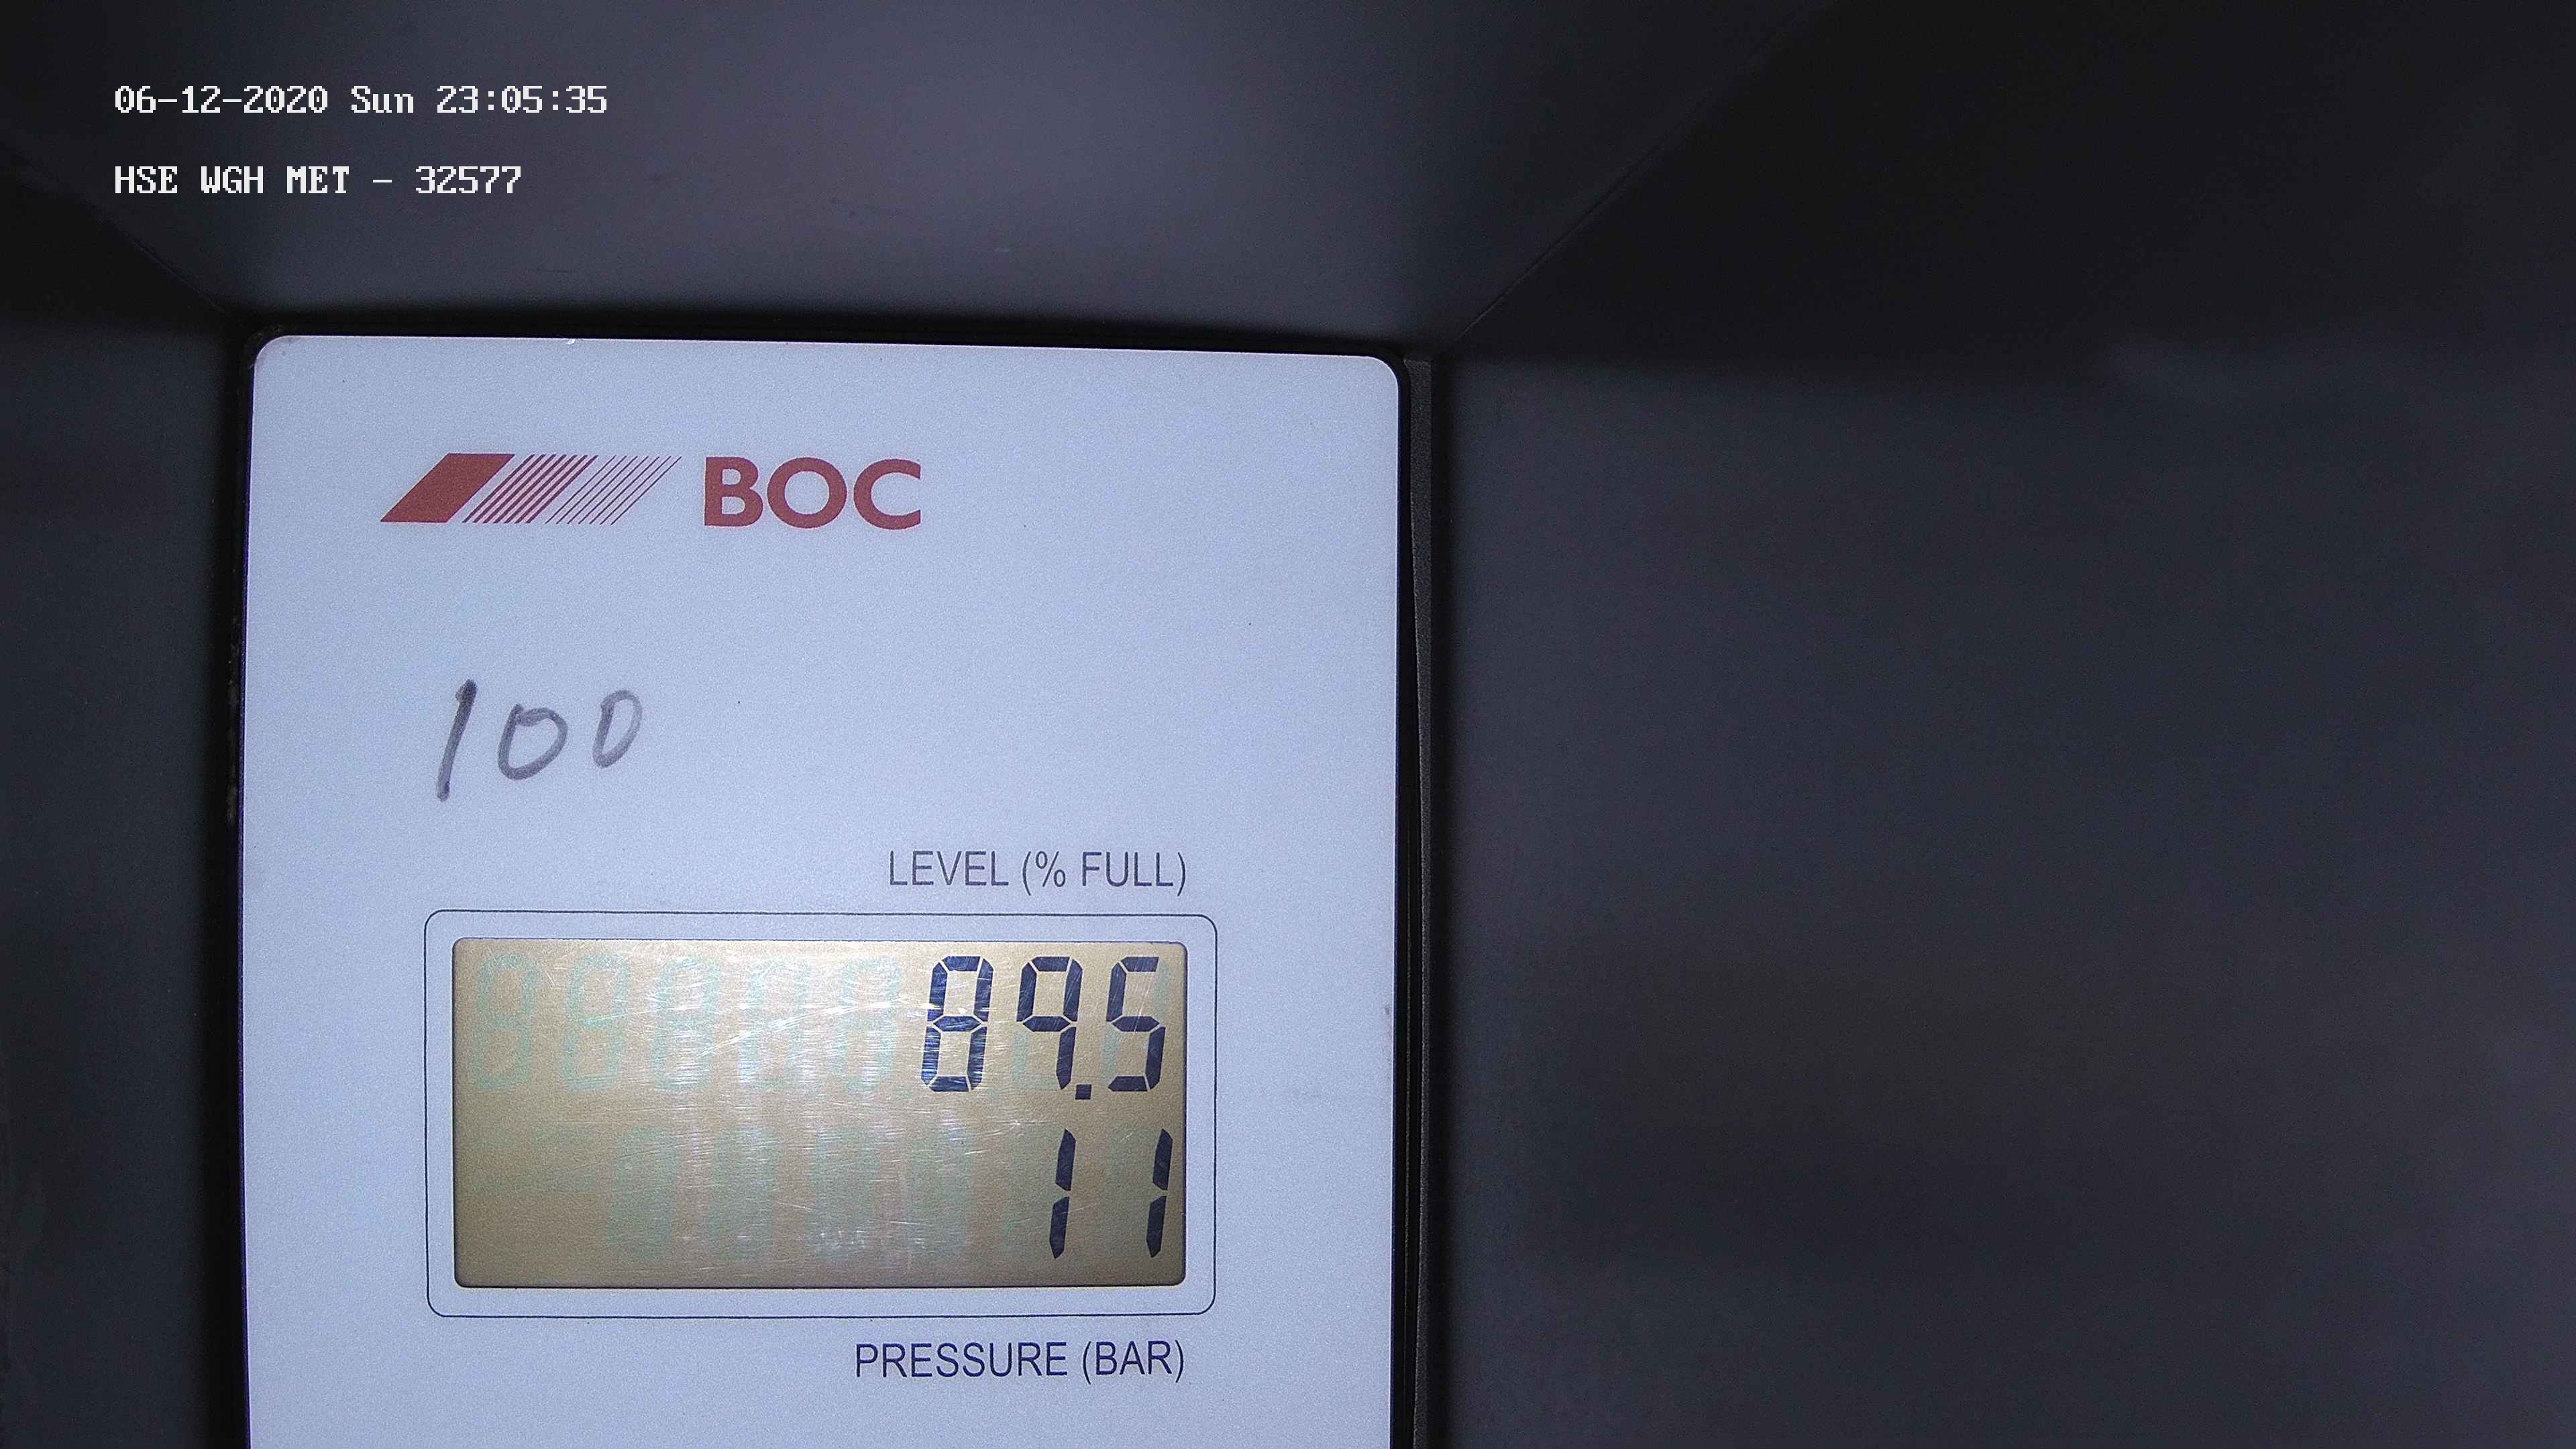 06-12-2020 Sun 23:05:35
HSE WGH MET - 32577
BOC
100
LEVEL (% FULL)
89.5
11
PRESSURE (BAR)